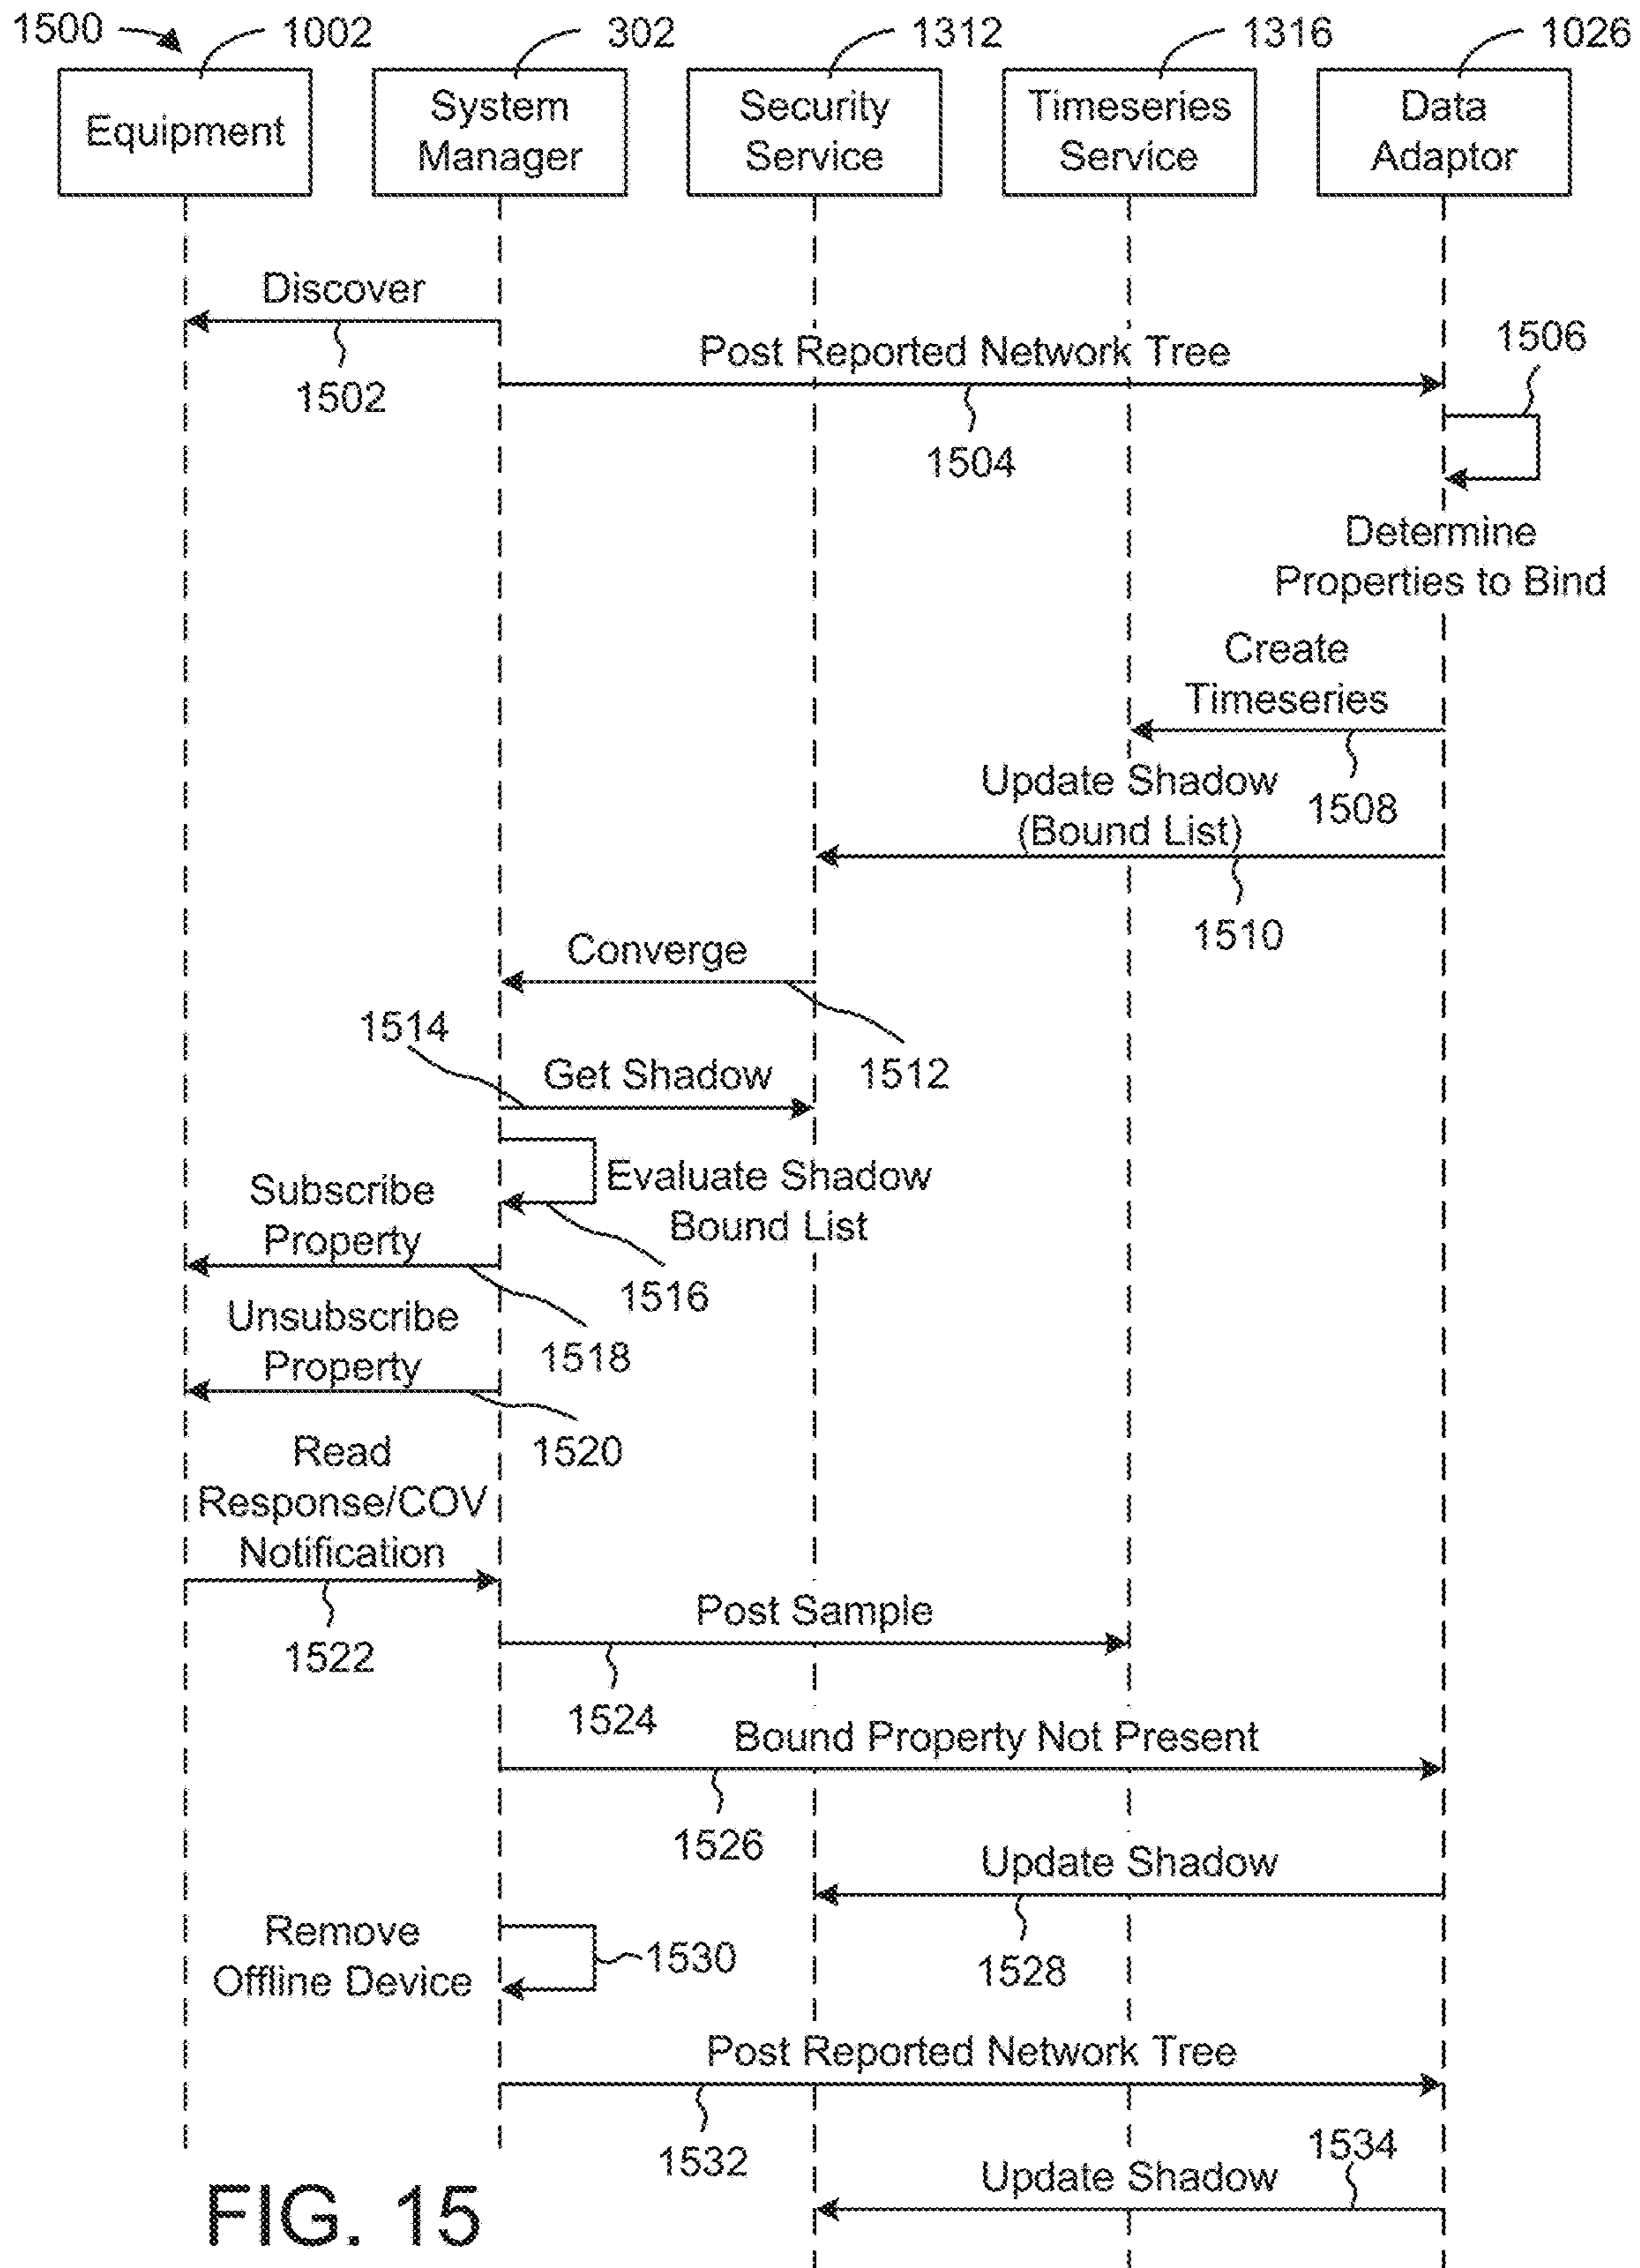 1500
1002
302
1312
1316
1026
Equipment
System
Manager
Security
Service
Timeseries
Service
Data
Adaptor
Discover
1502
Post Reported Network Tree
1504
1506
Determine
Properties to Bind
Create
Timeseries
1508
Update Shadow
(Bound List)
1510
Converge
1512
1514
Get Shadow
Evaluate Shadow
Bound List
1516
Subscribe
Property
1518
Unsubscribe
Property
1520
Read
Response/COV
Notification
1522
Post Sample
1524
Bound Property Not Present
1526
Update Shadow
1528
Remove
Offline Device
1530
Post Reported Network Tree
1532
1534
Update Shadow
FIG. 15